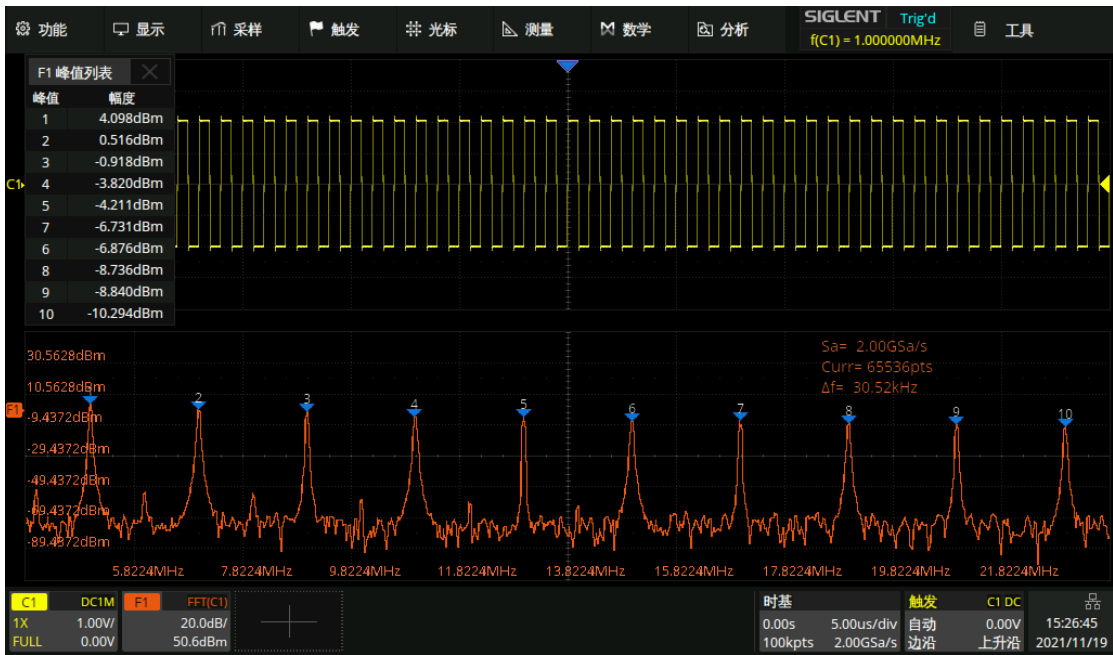 功能 显示 采样 触发 光标 测量 数学 分析 SIGLENT Trig'd 工具
f(C1) = 1.000000MHz
F1 峰值列表
峰值 幅度
1 4.098dBm
2 0.516dBm
3 -0.918dBm
4 -3.820dBm
5 -4.211dBm
7 -6.731dBm
6 -6.876dBm
8 -8.736dBm
9 -8.840dBm
10 -10.294dBm
C1
Sa= 2.00GSa/s
Curr= 65536pts
Δf= 30.52kHz
30.5628dBm
10.5628dBm
F1
-9.4372dBm
-29.4372dBm
-49.4372dBm
-69.4372dBm
-89.4372dBm
1 2 3 4 5 6 7 8 9 10
5.8224MHz 7.8224MHz 9.8224MHz 11.8224MHz 13.8224MHz 15.8224MHz 17.8224MHz 19.8224MHz 21.8224MHz
C1 DC1M
1X 1.00V/
FULL 0.00V
F1 FFT(C1)
20.0dB/
50.6dBm
时基
0.00s 5.00us/div
100kpts 2.00GSa/s
触发 C1 DC
自动 0.00V
边沿 上升沿
15:26:45
2021/11/19